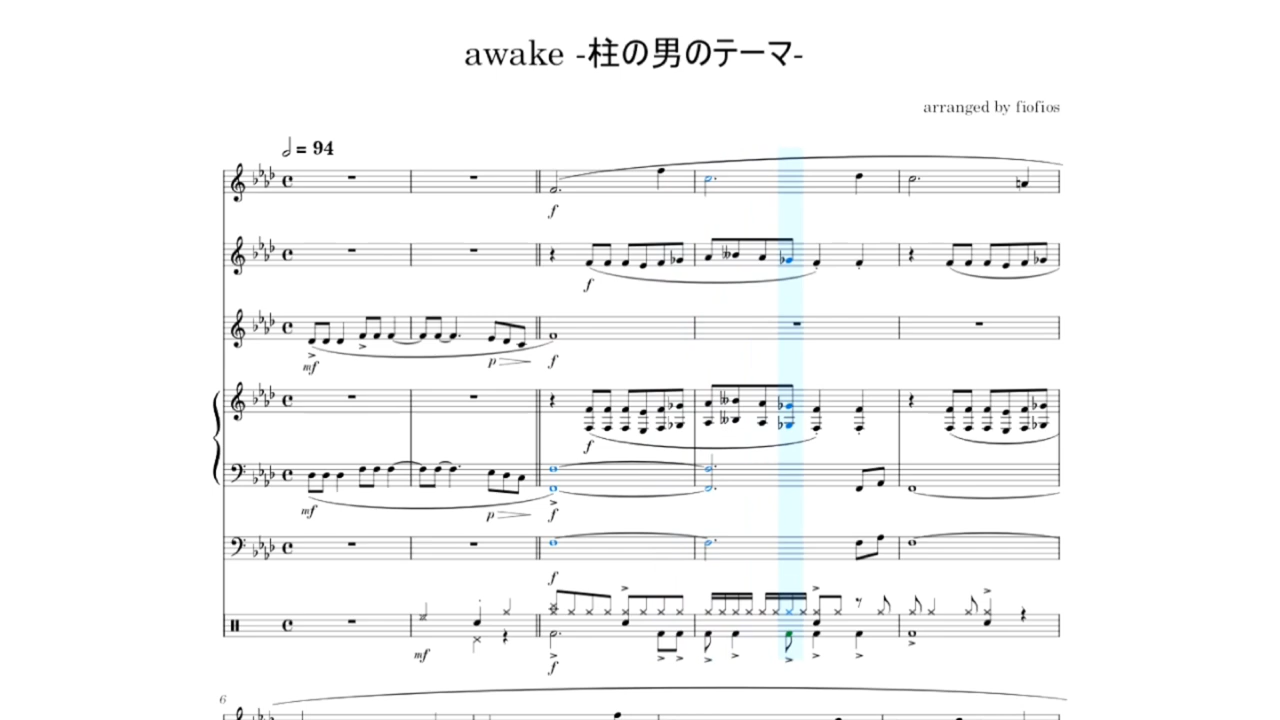 awake -柱の男のテーマ-
arranged by fiofios
= 94
f
f
mf
p
f
f
mf
p
f
f
mf
f
6